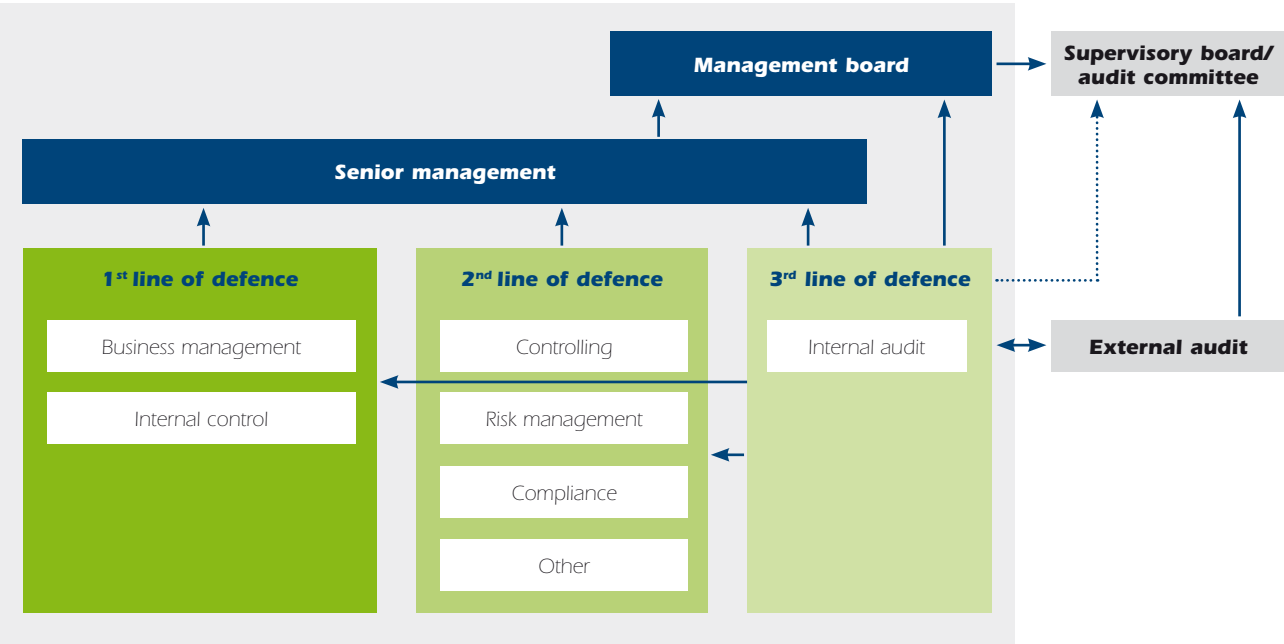 Management board
Supervisory board/
audit committee
Senior management
1st line of defence
Business management
Internal control
2nd line of defence
Controlling
Risk management
Compliance
Other
3rd line of defence
Internal audit
External audit